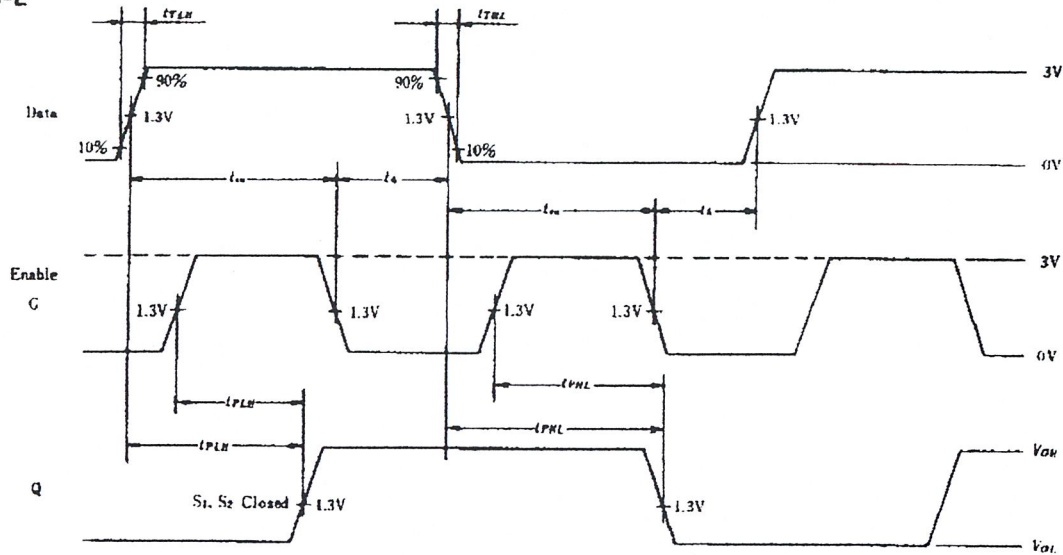 tTLH tTHL
90% 90% 3V
Data 1.3V 1.3V 1.3V
10% 10% 0V
tsu th
tsu th
Enable 3V
G 1.3V 1.3V 1.3V 1.3V
0V
tPHL
tPLH
tPLH tPHL
VOH
Q
S1, S2 Closed 1.3V 1.3V
VOL